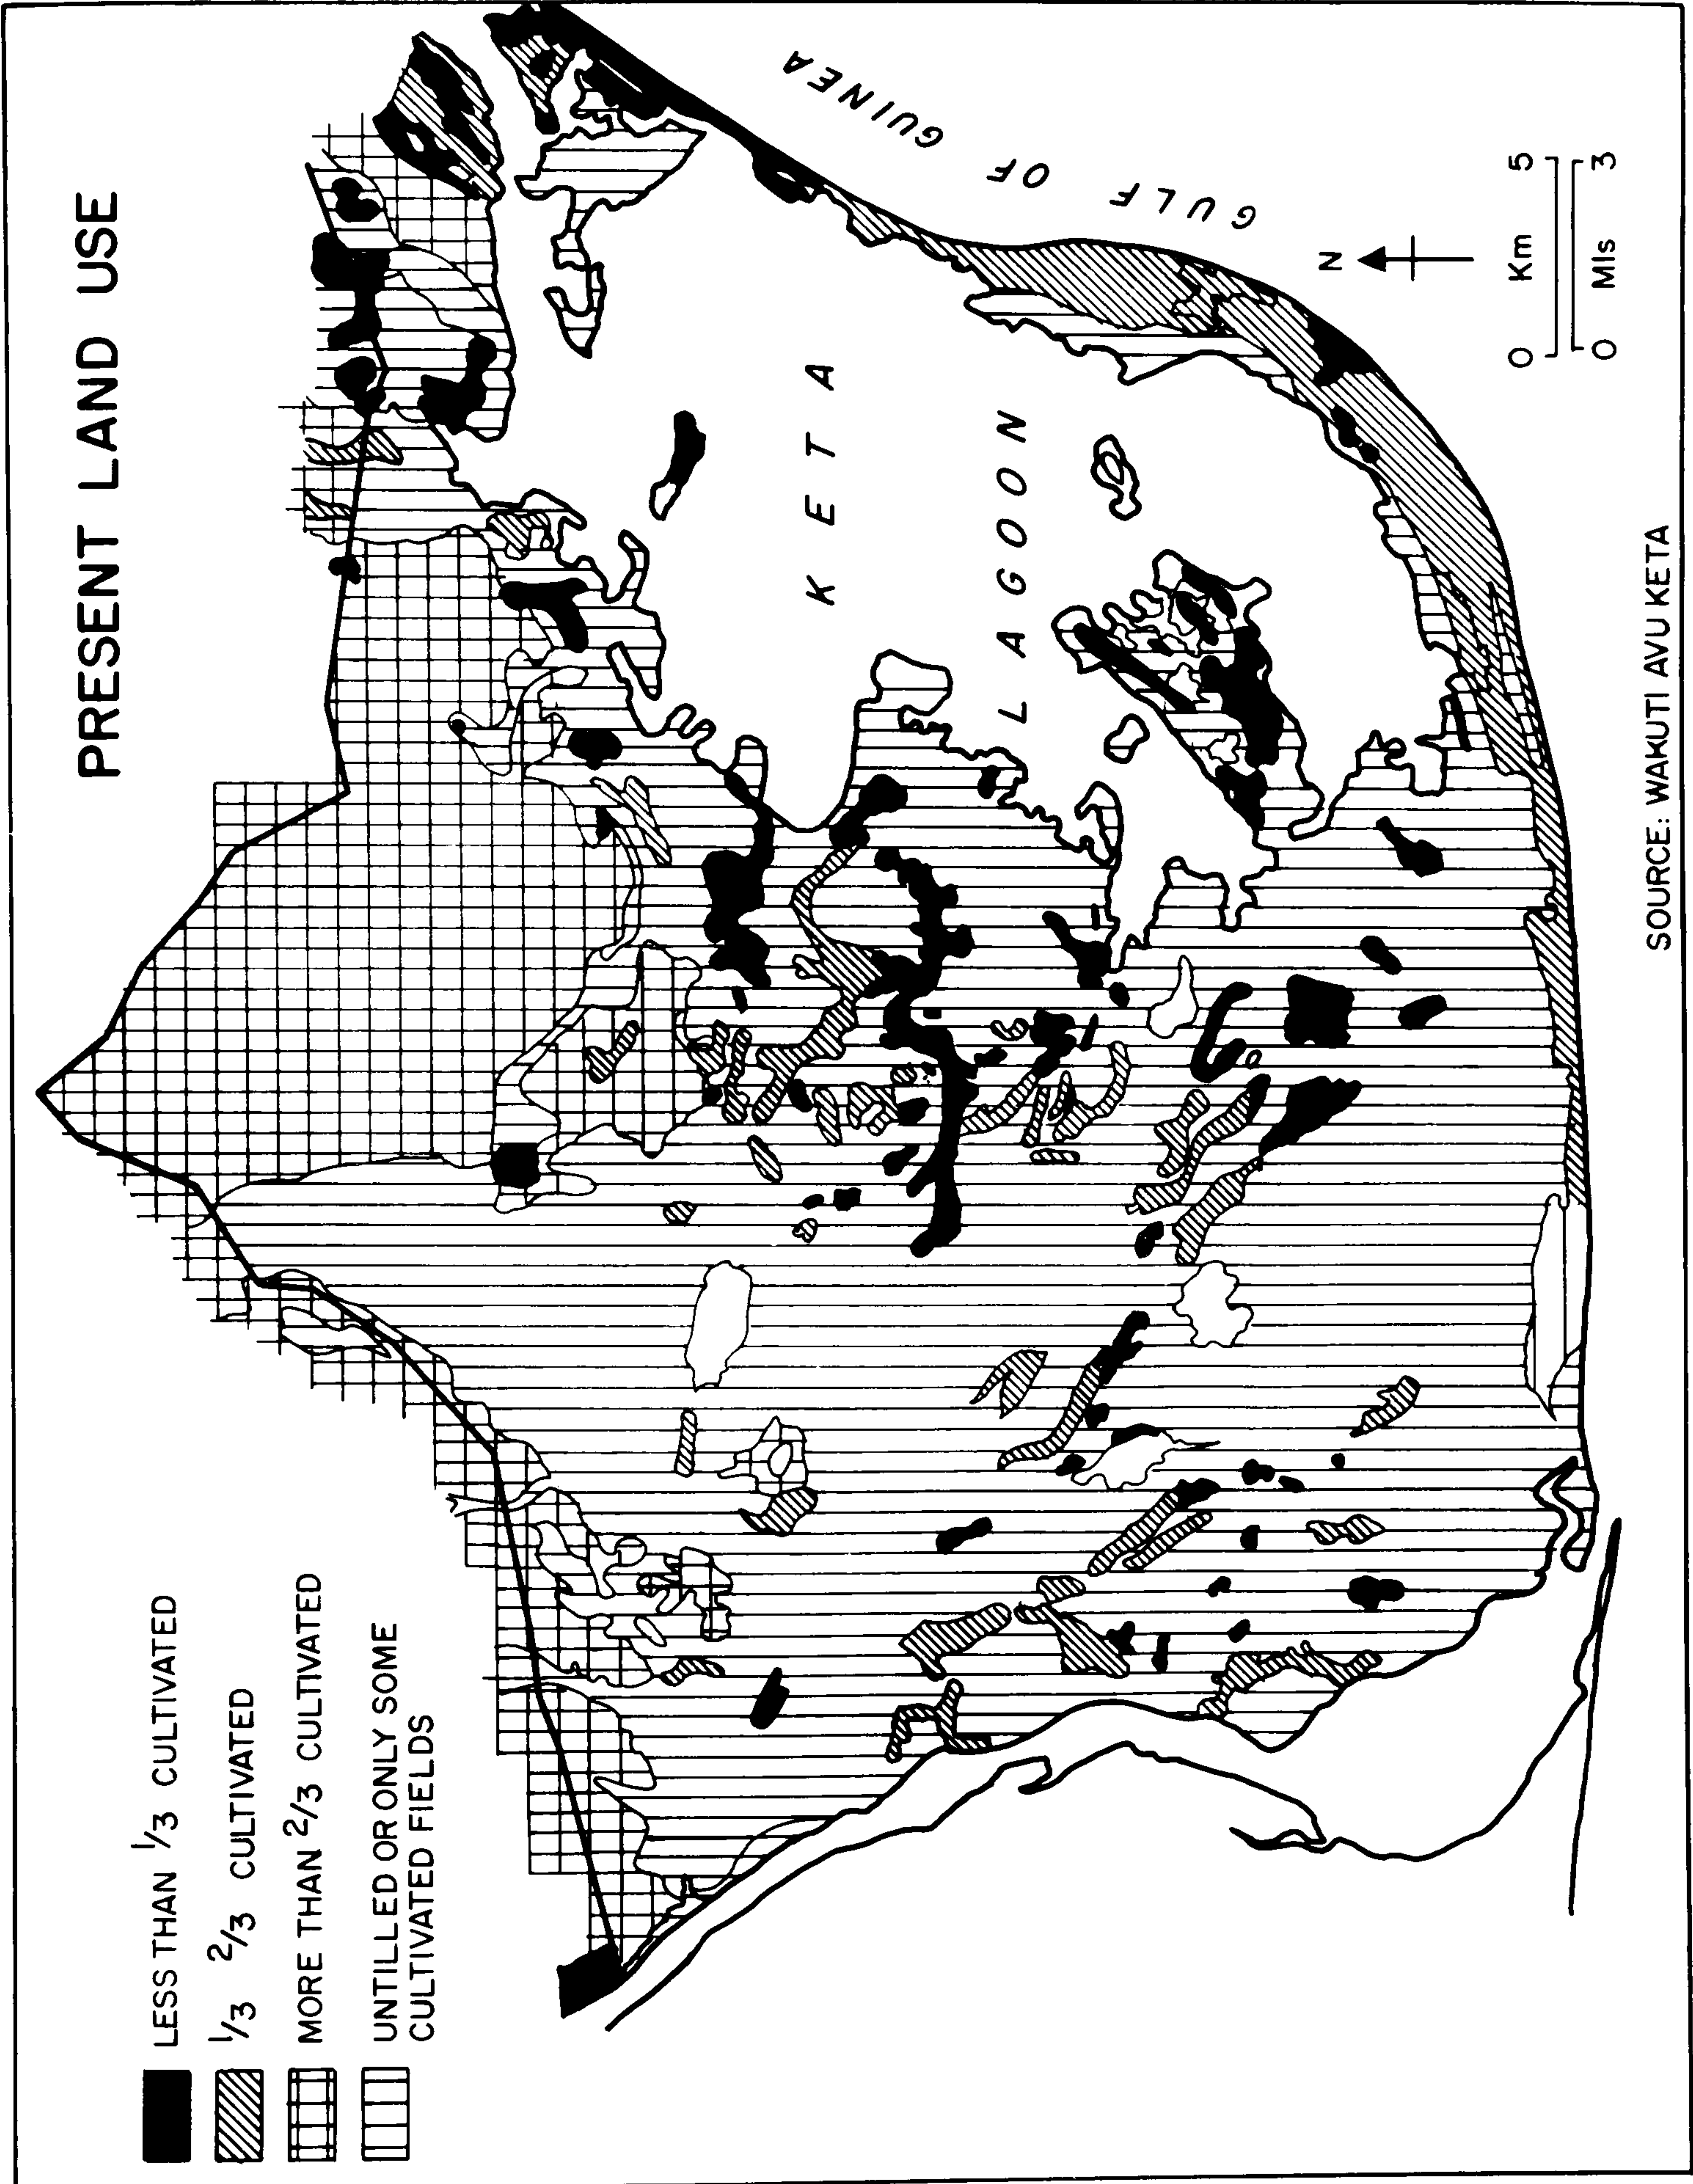 PRESENT LAND USE
LESS THAN 1/3 CULTIVATED
1/3 2/3 CULTIVATED
MORE THAN 2/3 CULTIVATED
UNTILLED OR ONLY SOME
CULTIVATED FIELDS
KETA
LAGOON
GULF OF GUINEA
N
0 Km 5
0 Mls 3
SOURCE: WAKUTI AVU KETA